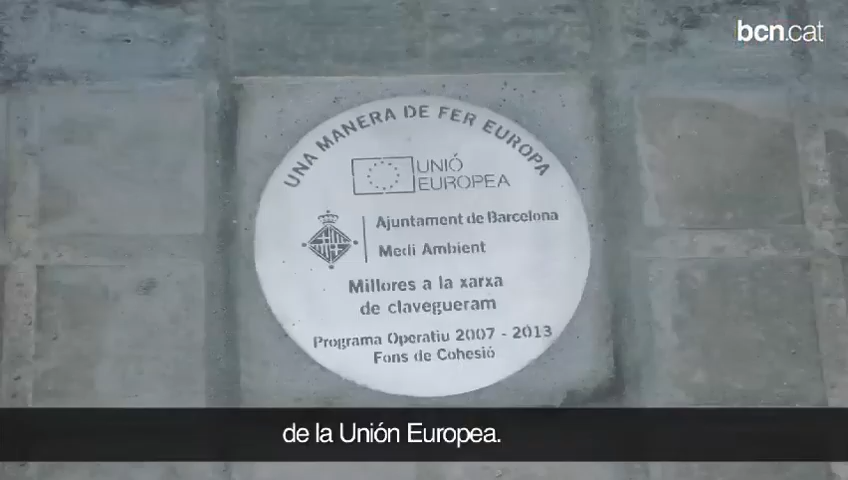 bcn.cat
UNA MANERA DE FER EUROPA
UNIÓ
EUROPEA
Ajuntament de Barcelona
Medi Ambient
Millores a la xarxa
de clavegueram
Programa Operatiu 2007 - 2013
Fons de Cohesió
de la Unión Europea.